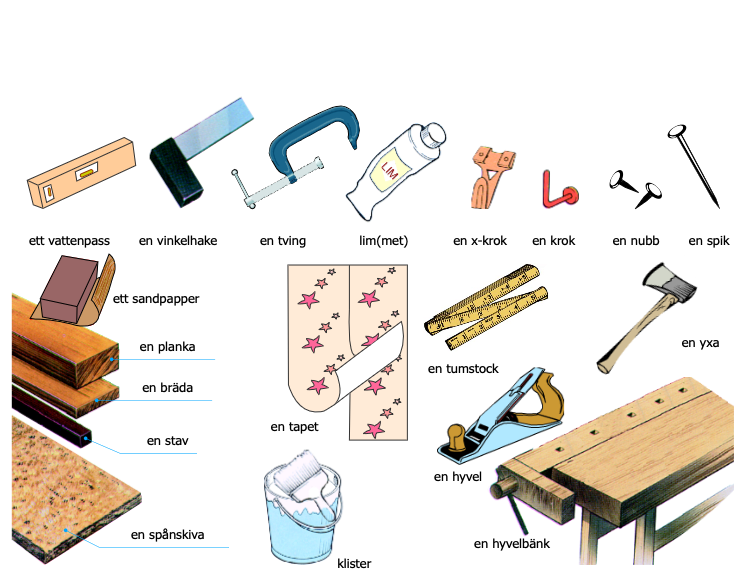 LIM
ett vattenpass
en vinkelhake
en tving
lim(met)
en x-krok
en krok
en nubb
en spik
ett sandpapper
en planka
en bräda
en stav
en spånskiva
en tapet
klister
en tumstock
en yxa
en hyvel
en hyvelbänk